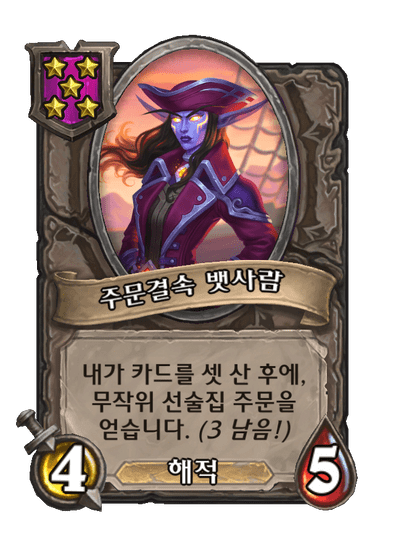 주문결속 뱃사람
내가 카드를 셋 산 후에,
무작위 선술집 주문을
얻습니다. (3 남음!)
4
해적
5